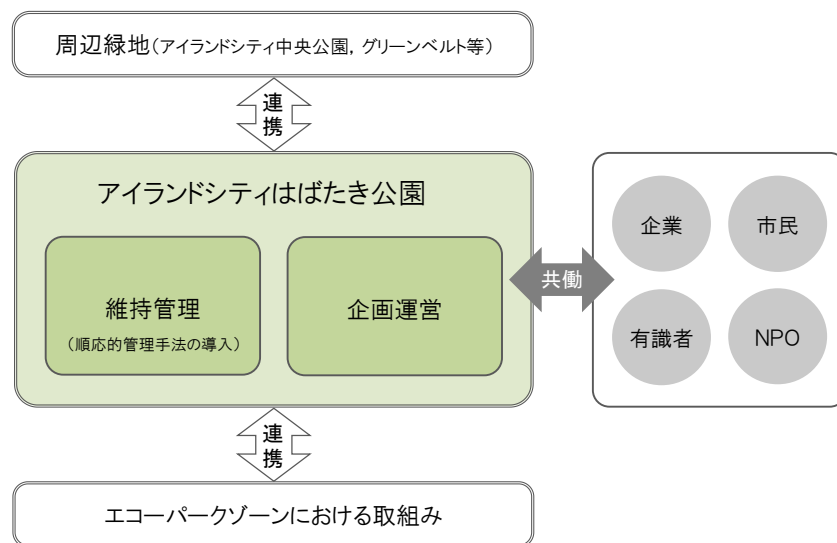 周辺緑地（アイランドシティ中央公園，グリーンベルト等）
連
携
アイランドシティはばたき公園
維持管理
（順応的管理手法の導入）
企画運営
共働
企業
市民
有識者
NPO
連
携
エコーパークゾーンにおける取組み